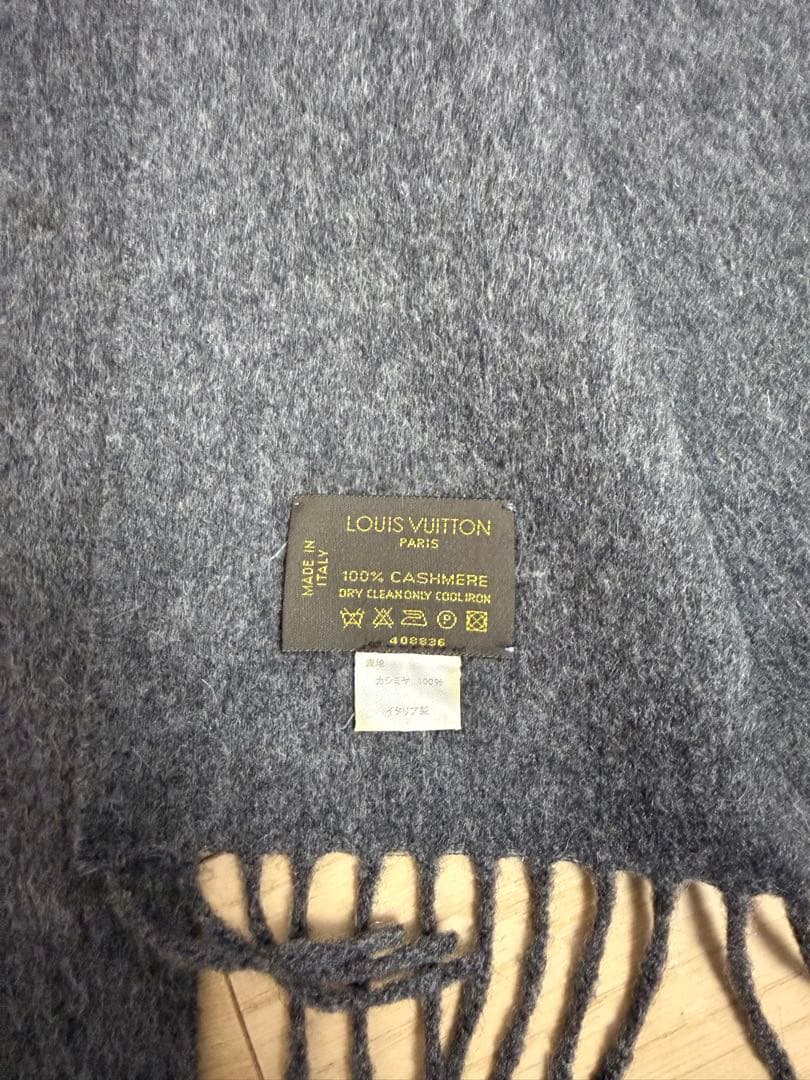 LOUIS VUITTON
PARIS
MADE IN
ITALY
100% CASHMERE
DRY CLEAN ONLY COOL IRON
P
408836
表地
カシミヤ 100%
イタリア製